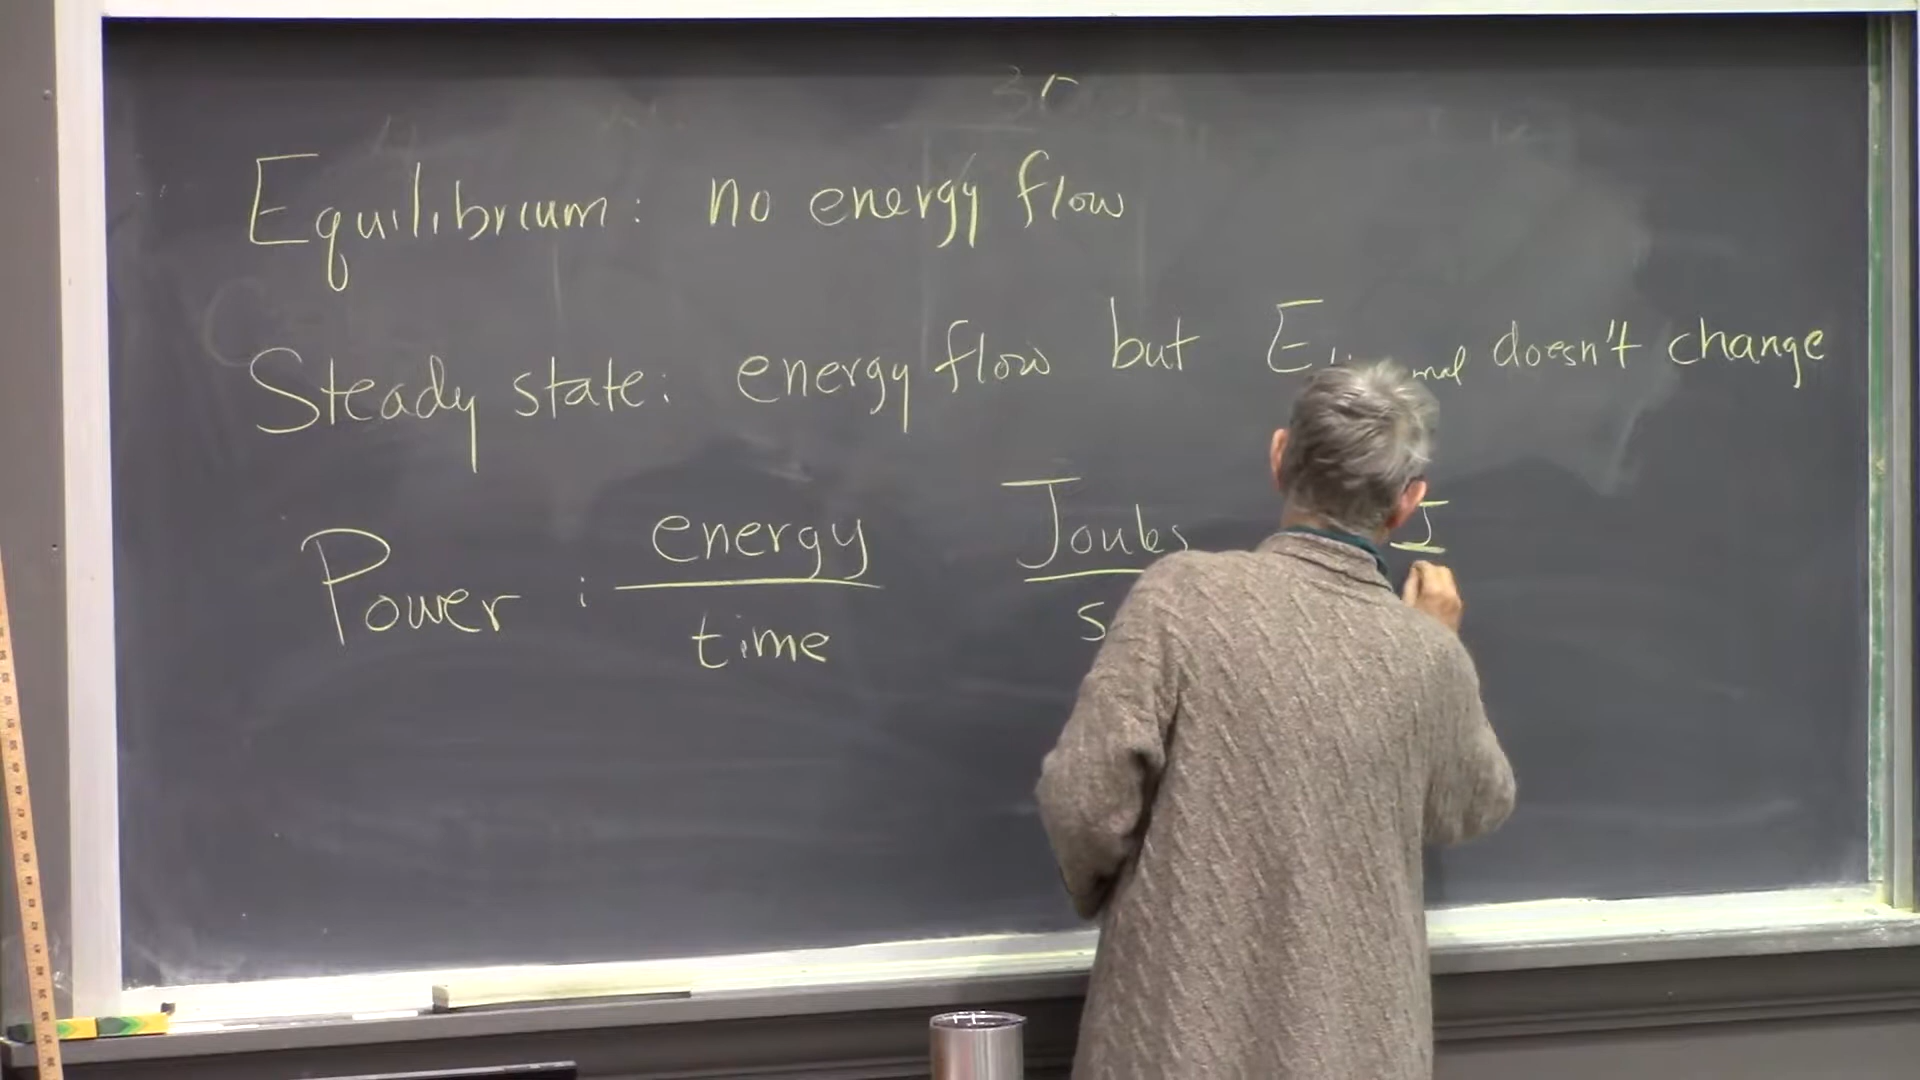 Equilibrium: no energy flow
Steady state: energy flow but E doesn't change
Power: energy / time Joules / s J